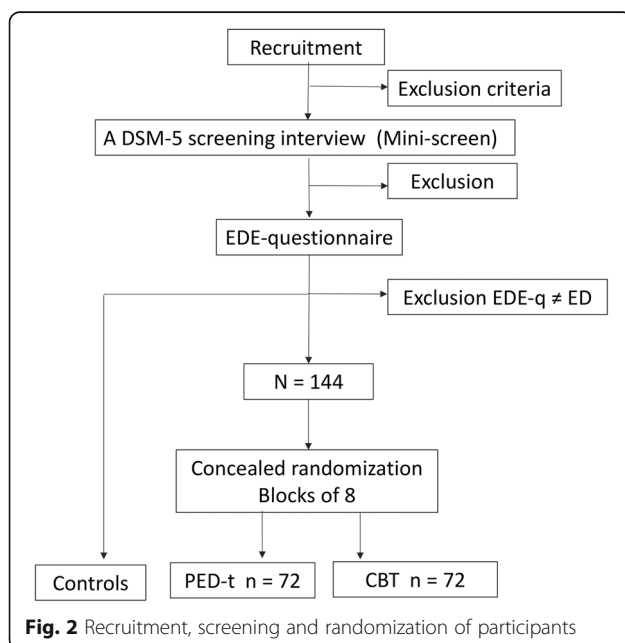 Recruitment
Exclusion criteria
A DSM-5 screening interview (Mini-screen)
Exclusion
EDE-questionnaire
Exclusion EDE-q ≠ ED
N = 144
Concealed randomization
Blocks of 8
Controls
PED-t n = 72
CBT n = 72
Fig. 2 Recruitment, screening and randomization of participants